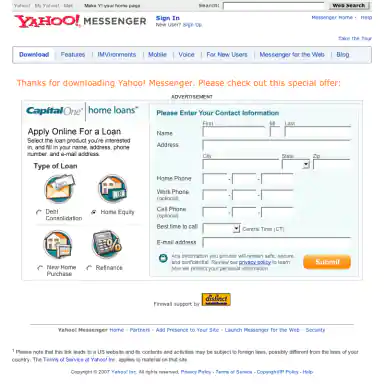 Yahoo! My Yahoo! Mail Make Y! your home page Search: Web Search
YAHOO! MESSENGER Sign In
New user? Sign Up
Messenger Home - Help
Take the Tour
Download | Features | IMVironments | Mobile | Voice | For New Users | Messenger for the Web | Blog
Thanks for downloading Yahoo! Messenger. Please check out this special offer:
ADVERTISEMENT
CapitalOne home loans
Apply Online For a Loan
Select the loan product you're interested
in, and fill in your name, address, phone
number and e-mail address.
Type of Loan
Debt
Consolidation
Home Equity
New Home
Purchase
Refinance
Please Enter Your Contact Information
First MI Last
Name
Address
City State Zip
Home Phone - -
Work Phone - -
(optional)
Cell Phone - -
(optional)
Best time to call Central Time (CT)
E-mail address
Any information you provide will remain safe, secure
and confidential. Review our privacy policy to learn
how we protect your personal information.
Submit
Firewall support by distinct
Yahoo! Messenger Home - Partners - Add Presence to Your Site - Launch Messenger for the Web - Security
¹ Please note that this link leads to a US website and its contents and activities may be subject to foreign laws, possibly different from the laws of your
country. The Terms of Service at Yahoo! Inc. applies to material on that site.
Copyright © 2007 Yahoo! Inc. All rights reserved. Privacy Policy - Terms of Service - Copyright/IP Policy - Help